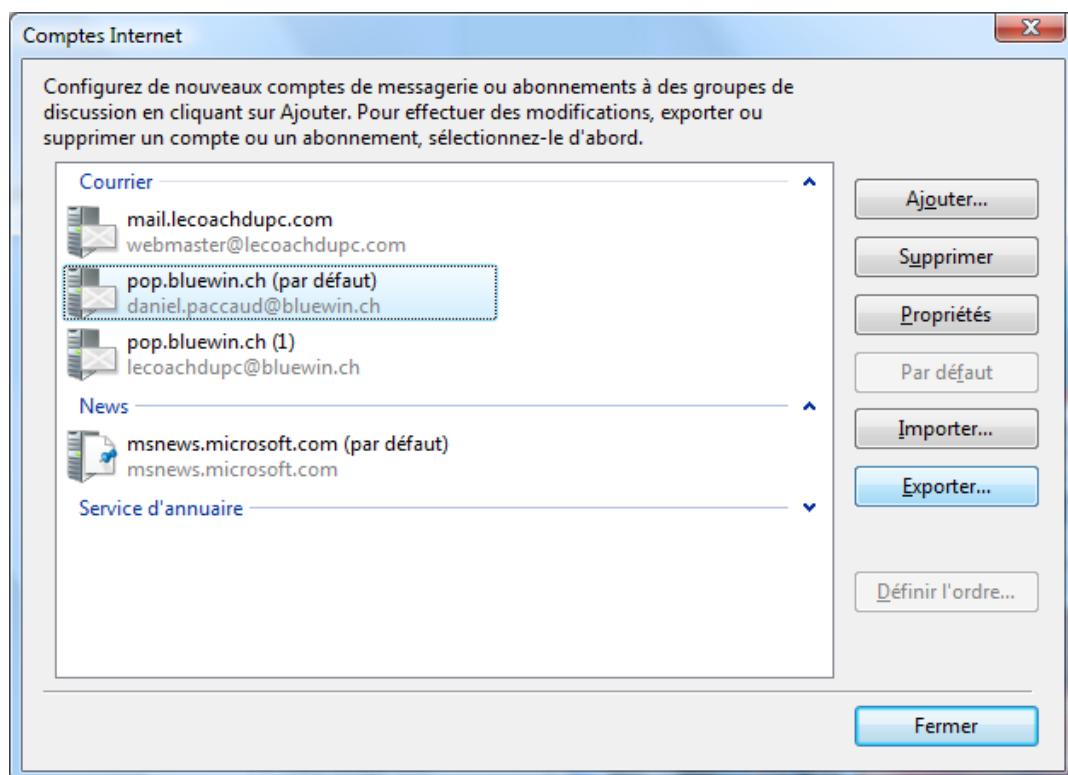 Comptes Internet
Configurez de nouveaux comptes de messagerie ou abonnements à des groupes de
discussion en cliquant sur Ajouter. Pour effectuer des modifications, exporter ou
supprimer un compte ou un abonnement, sélectionnez-le d'abord.
Courrier
mail.lecoachdupc.com
webmaster@lecoachdupc.com
pop.bluewin.ch (par défaut)
daniel.paccaud@bluewin.ch
pop.bluewin.ch (1)
lecoachdupc@bluewin.ch
News
msnews.microsoft.com (par défaut)
msnews.microsoft.com
Service d'annuaire
Ajouter...
Supprimer
Propriétés
Par défaut
Importer...
Exporter...
Définir l'ordre...
Fermer